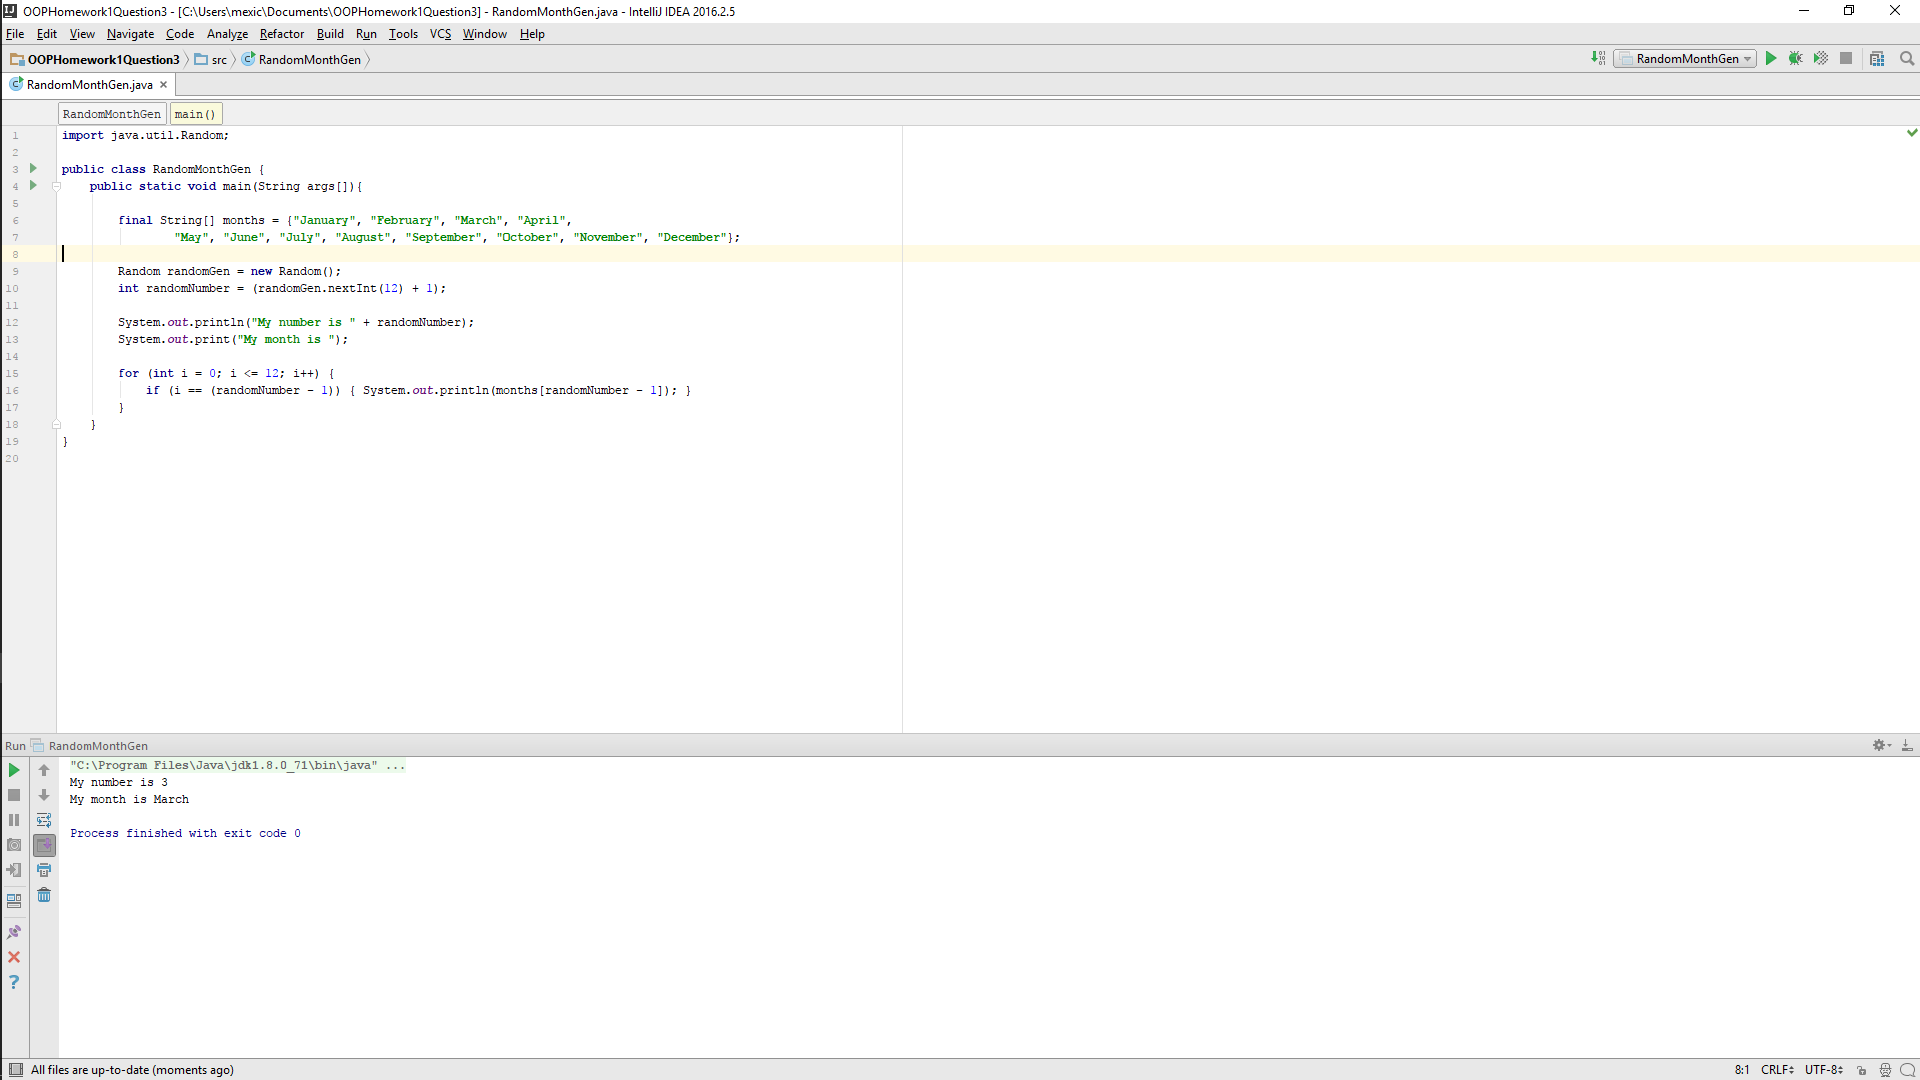 OOPHomework1Question3 - [C:\Users\mexic\Documents\OOPHomework1Question3] - RandomMonthGen.java - IntelliJ IDEA 2016.2.5
File Edit View Navigate Code Analyze Refactor Build Run Tools VCS Window Help
OOPHomework1Question3 src RandomMonthGen RandomMonthGen
RandomMonthGen.java
RandomMonthGen main()
1 import java.util.Random;
2
3 public class RandomMonthGen {
4     public static void main(String args[]){
5
6         final String[] months = {"January", "February", "March", "April",
7                 "May", "June", "July", "August", "September", "October", "November", "December"};
8
9         Random randomGen = new Random();
10         int randomNumber = (randomGen.nextInt(12) + 1);
11
12         System.out.println("My number is " + randomNumber);
13         System.out.print("My month is ");
14
15         for (int i = 0; i <= 12; i++) {
16             if (i == (randomNumber - 1)) { System.out.println(months[randomNumber - 1]); }
17         }
18     }
19 }
20
Run RandomMonthGen
"C:\Program Files\Java\jdk1.8.0_71\bin\java" ...
My number is 3
My month is March
Process finished with exit code 0
All files are up-to-date (moments ago) 8:1 CRLF UTF-8